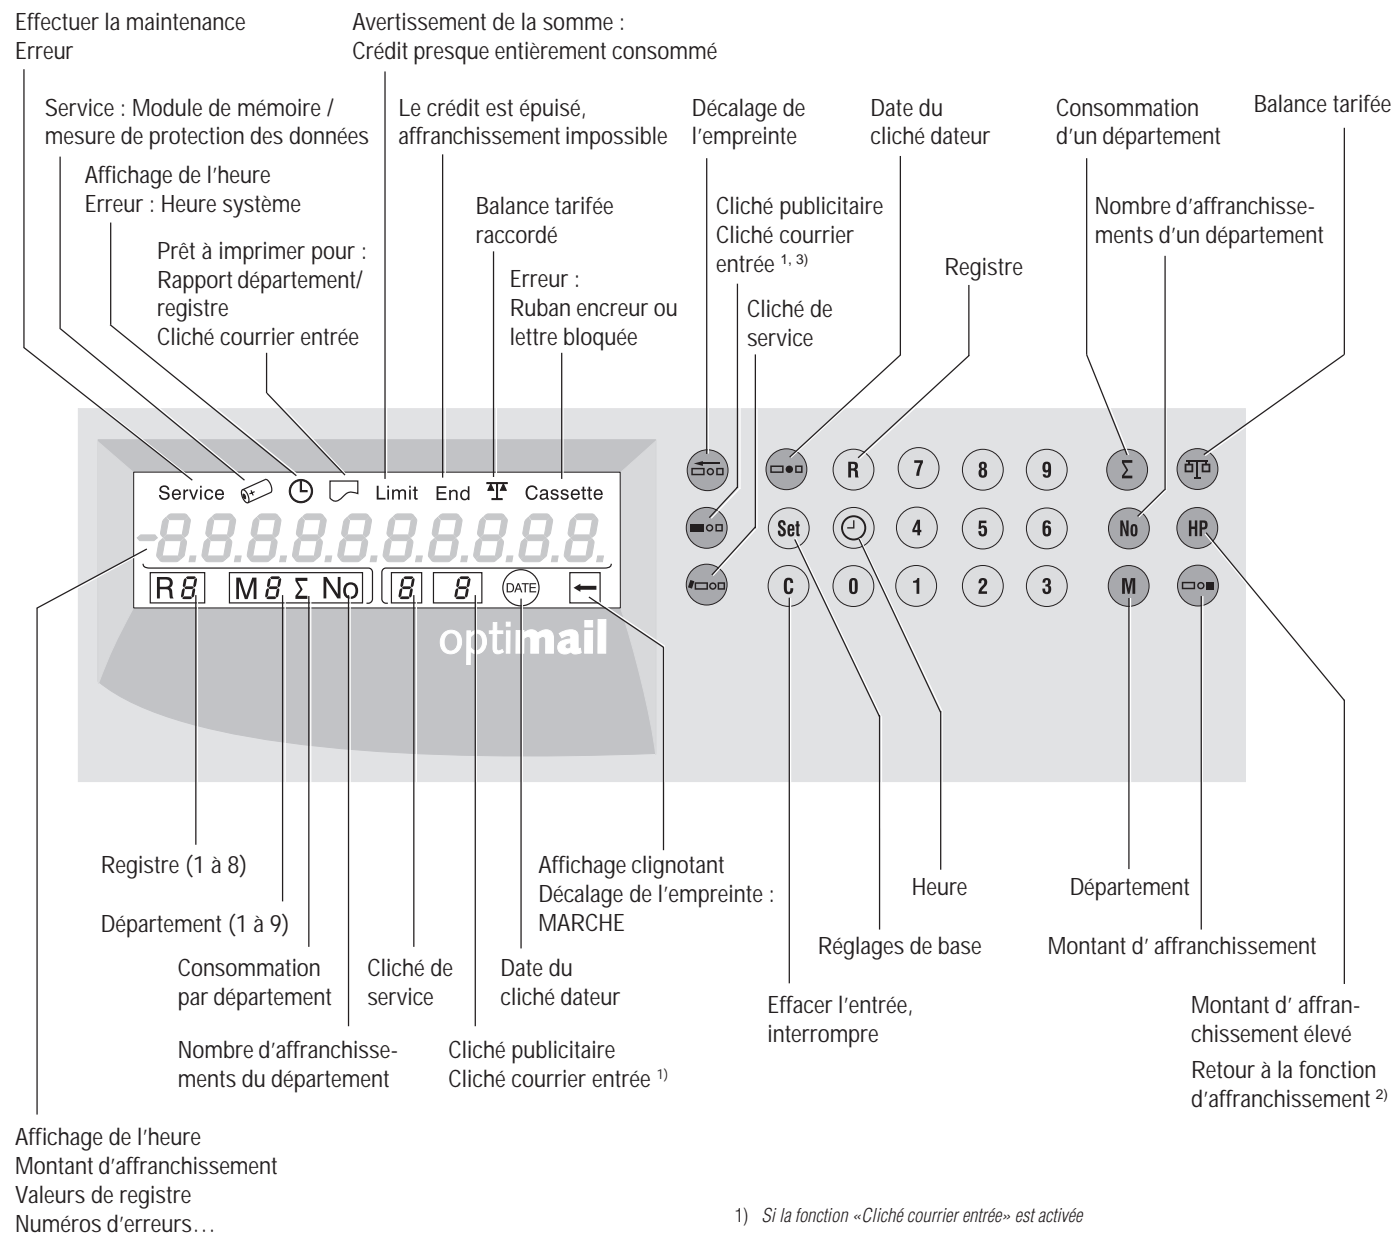 Effectuer la maintenance
Erreur
Avertissement de la somme :
Crédit presque entièrement consommé
Service : Module de mémoire /
mesure de protection des données
Le crédit est épuisé,
affranchissement impossible
Décalage de
l'empreinte
Date du
cliché dateur
Consommation
d'un département
Balance tarifée
Affichage de l'heure
Erreur : Heure système
Balance tarifée
raccordé
Cliché publicitaire
Cliché courrier
entrée 1, 3)
Nombre d'affranchisse-
ments d'un département
Prêt à imprimer pour :
Rapport département/
registre
Cliché courrier entrée
Erreur :
Ruban encreur ou
lettre bloquée
Registre
Cliché de
service
Service Limit End Cassette
-8.8.8.8.8.8.8.8.8.8.
R 8 M 8 Σ No 8 8 DATE
optimail
R 7 8 9 Σ
Set 4 5 6 No HP
C 0 1 2 3 M
Registre (1 à 8)
Département (1 à 9)
Consommation
par département
Nombre d'affranchisse-
ments du département
Cliché de
service
Cliché publicitaire
Cliché courrier entrée 1)
Date du
cliché dateur
Affichage clignotant
Décalage de l'empreinte :
MARCHE
Heure
Réglages de base
Effacer l'entrée,
interrompre
Département
Montant d' affranchissement
Montant d' affran-
chissement élevé
Retour à la fonction
d'affranchissement 2)
Affichage de l'heure
Montant d'affranchissement
Valeurs de registre
Numéros d'erreurs…
1) Si la fonction «Cliché courrier entrée» est activée